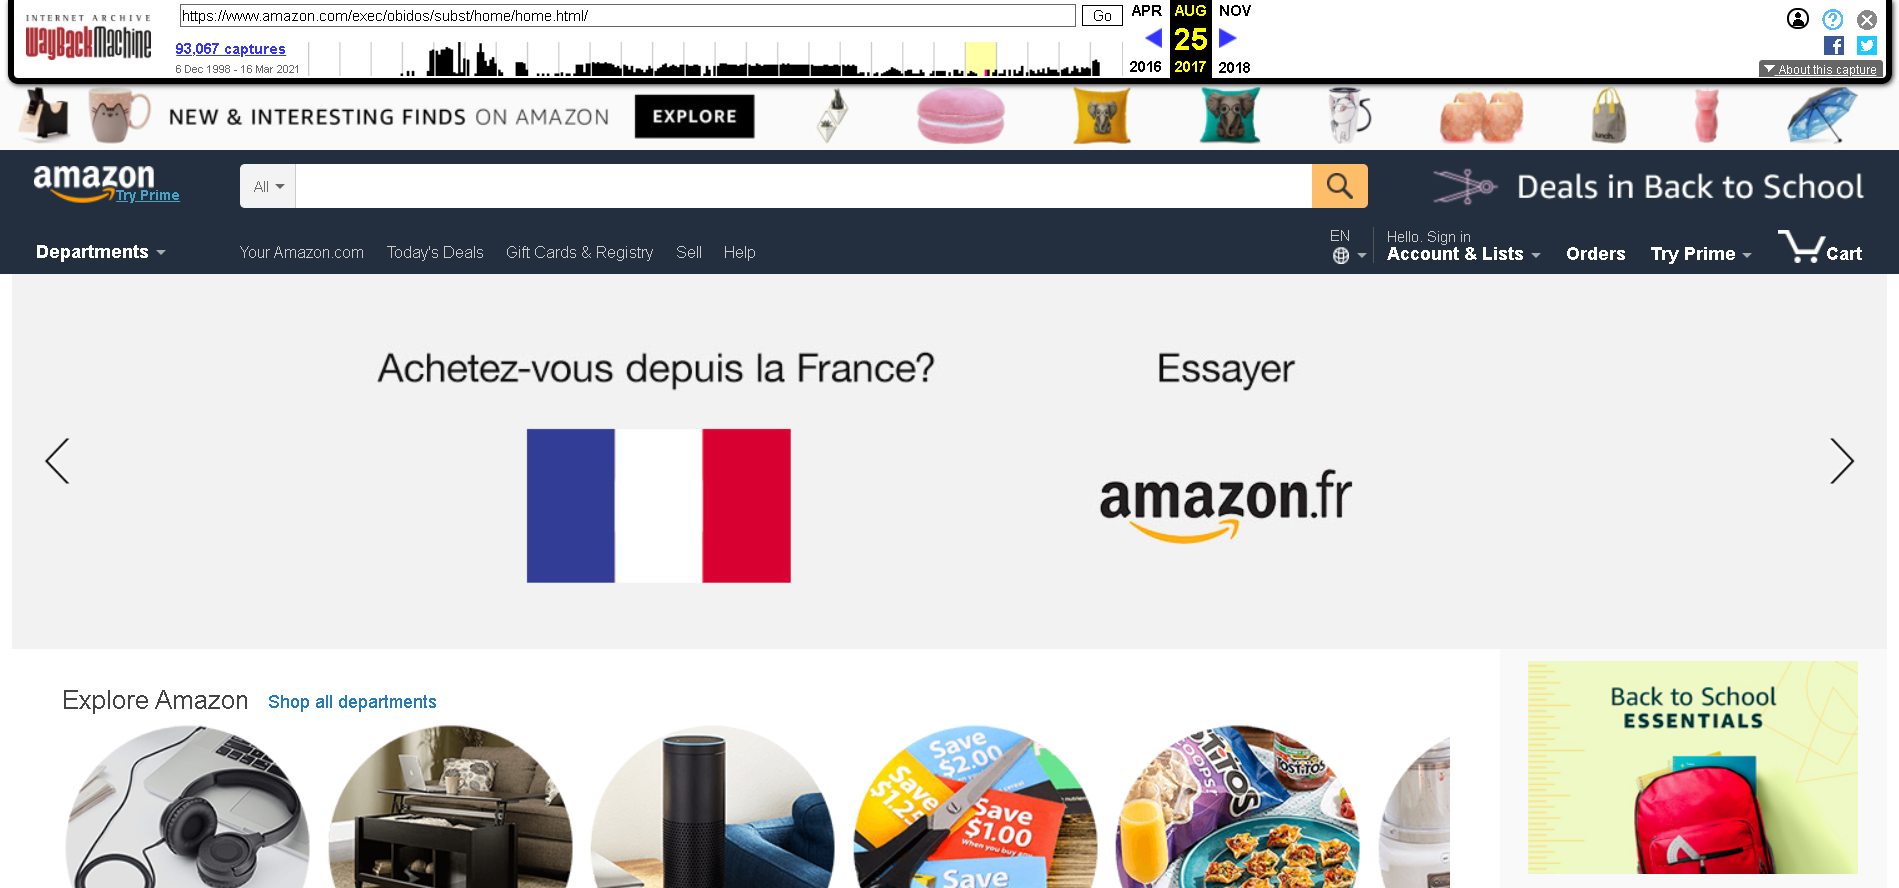 INTERNET ARCHIVE
WayBackMachine
https://www.amazon.com/exec/obidos/subst/home/home.html/
Go
93,067 captures
6 Dec 1998 - 16 Mar 2021
APR AUG NOV
25
2016 2017 2018
About this capture
NEW & INTERESTING FINDS ON AMAZON
EXPLORE
lunch.
amazon
Try Prime
All
Deals in Back to School
Departments
Your Amazon.com
Today's Deals
Gift Cards & Registry
Sell
Help
EN
Hello. Sign in
Account & Lists
Orders
Try Prime
Cart
Achetez-vous depuis la France?
Essayer
amazon.fr
Explore Amazon
Shop all departments
Back to School
ESSENTIALS
Save
$2.00
Save
$1.2
Save
$1.00
When you buy
Save
TOSTITOS